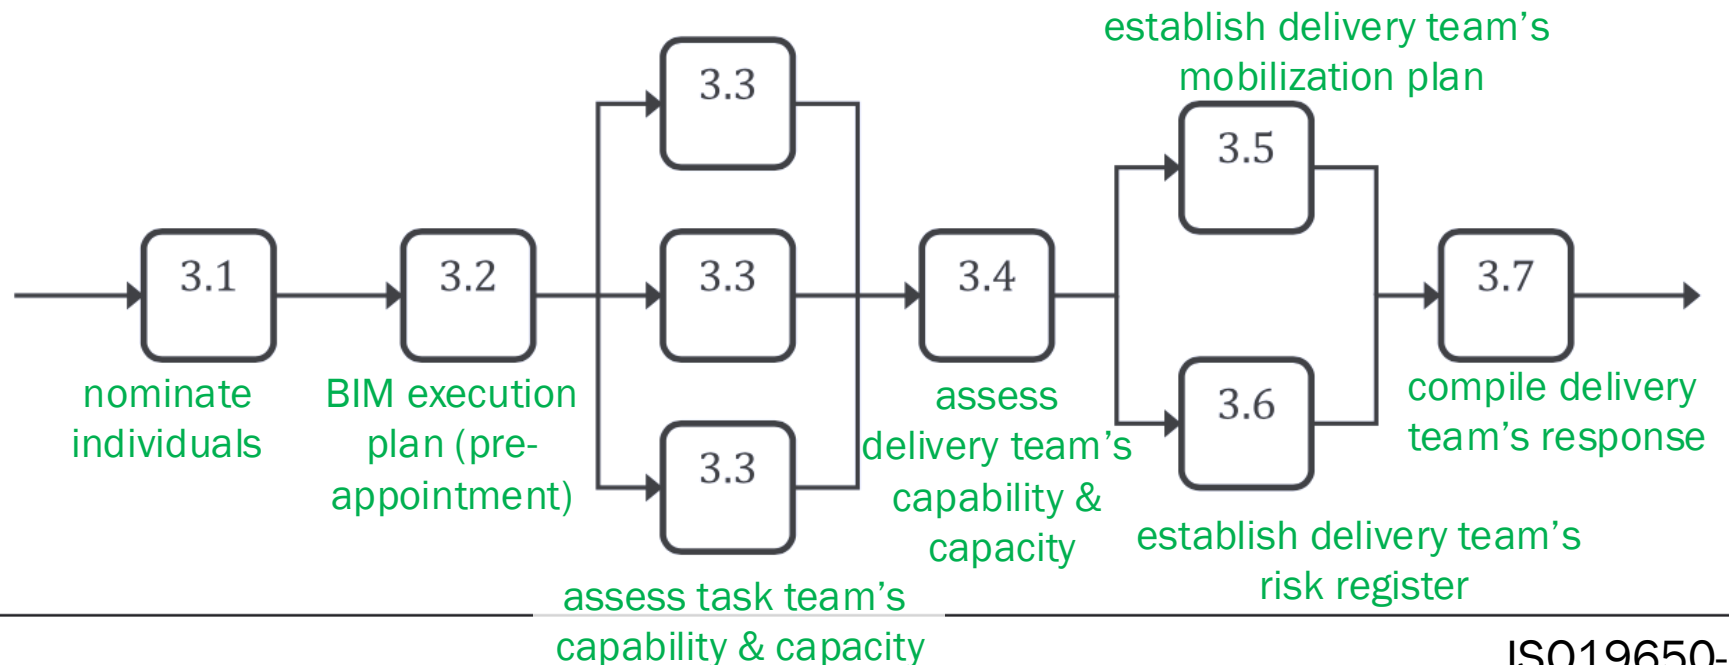 establish delivery team's
mobilization plan
3.3
3.5
3.1
3.2
3.3
3.4
3.7
nominate
individuals
BIM execution
plan (pre-
appointment)
3.3
assess
delivery team's
capability &
capacity
3.6
compile delivery
team's response
establish delivery team's
risk register
assess task team's
capability & capacity
ISO19650-